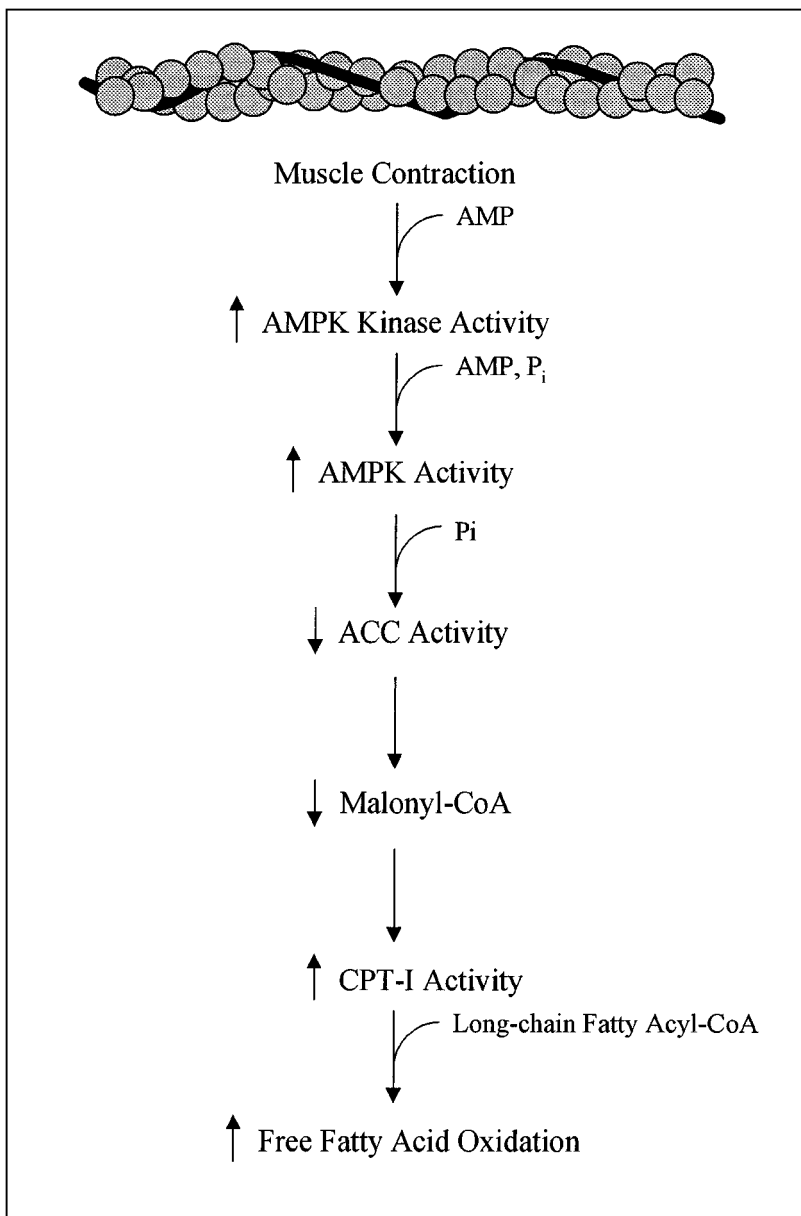 Muscle Contraction
AMP
AMPK Kinase Activity
AMP, Pi
AMPK Activity
Pi
ACC Activity
Malonyl-CoA
CPT-I Activity
Long-chain Fatty Acyl-CoA
Free Fatty Acid Oxidation